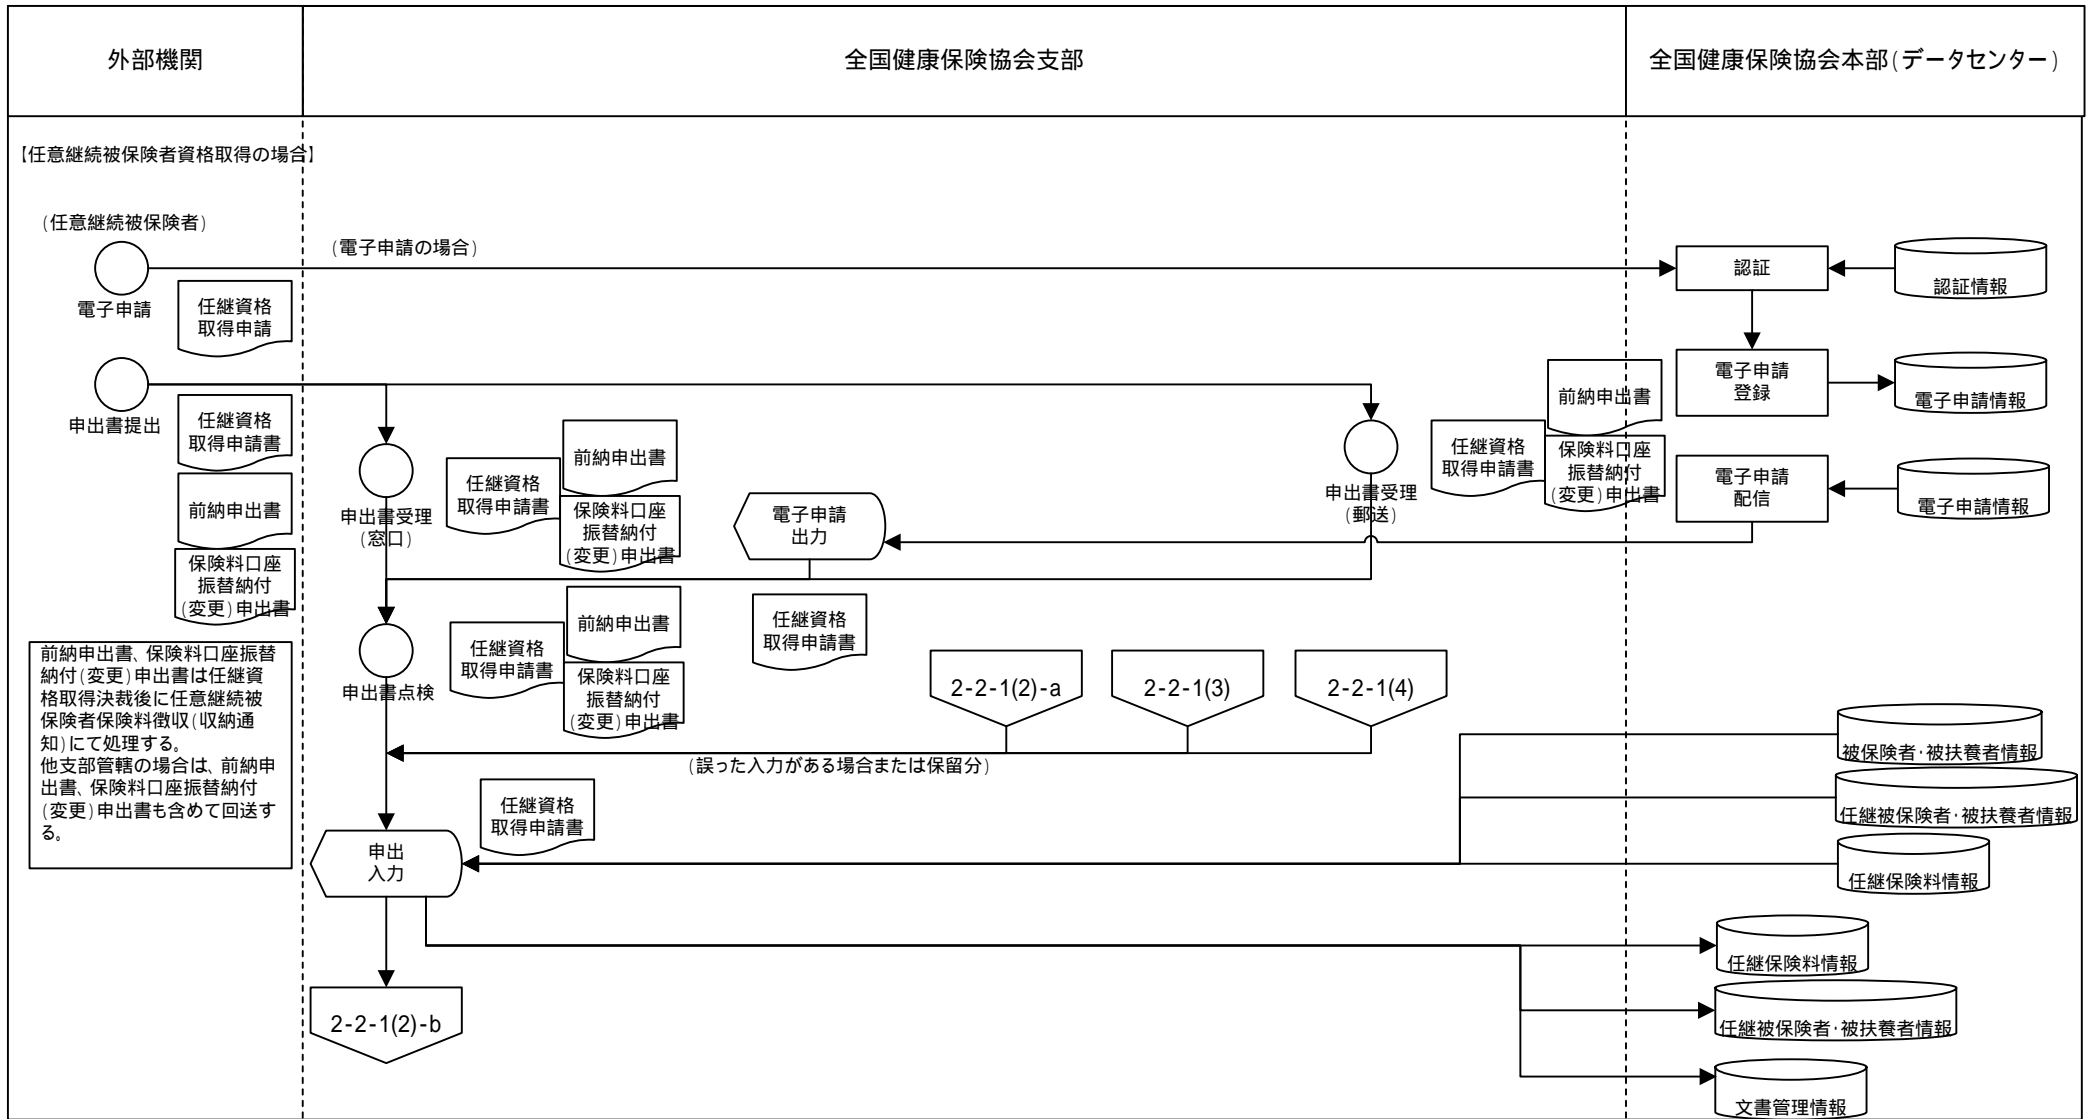 外部機関
全国健康保険協会支部
全国健康保険協会本部(データセンター)
【任意継続被保険者資格取得の場合】
(任意継続被保険者)
電子申請
任継資格
取得申請
(電子申請の場合)
認証
認証情報
電子申請
登録
電子申請情報
電子申請
配信
電子申請情報
申出書提出
任継資格
取得申請書
前納申出書
保険料口座
振替納付
(変更)申出書
申出書受理
(窓口)
任継資格
取得申請書
前納申出書
保険料口座
振替納付
(変更)申出書
電子申請
出力
申出書受理
(郵送)
任継資格
取得申請書
前納申出書
保険料口座
振替納付
(変更)申出書
申出書点検
任継資格
取得申請書
前納申出書
保険料口座
振替納付
(変更)申出書
任継資格
取得申請書
2-2-1(2)-a
2-2-1(3)
2-2-1(4)
(誤った入力がある場合または保留分)
前納申出書、保険料口座振替
納付(変更)申出書は任継資
格取得決裁後に任意継続被
保険者保険料徴収(収納通
知)にて処理する。
他支部管轄の場合は、前納申
出書、保険料口座振替納付
(変更)申出書も含めて回送す
る。
任継資格
取得申請書
申出
入力
被保険者・被扶養者情報
任継被保険者・被扶養者情報
任継保険料情報
任継保険料情報
任継被保険者・被扶養者情報
文書管理情報
2-2-1(2)-b